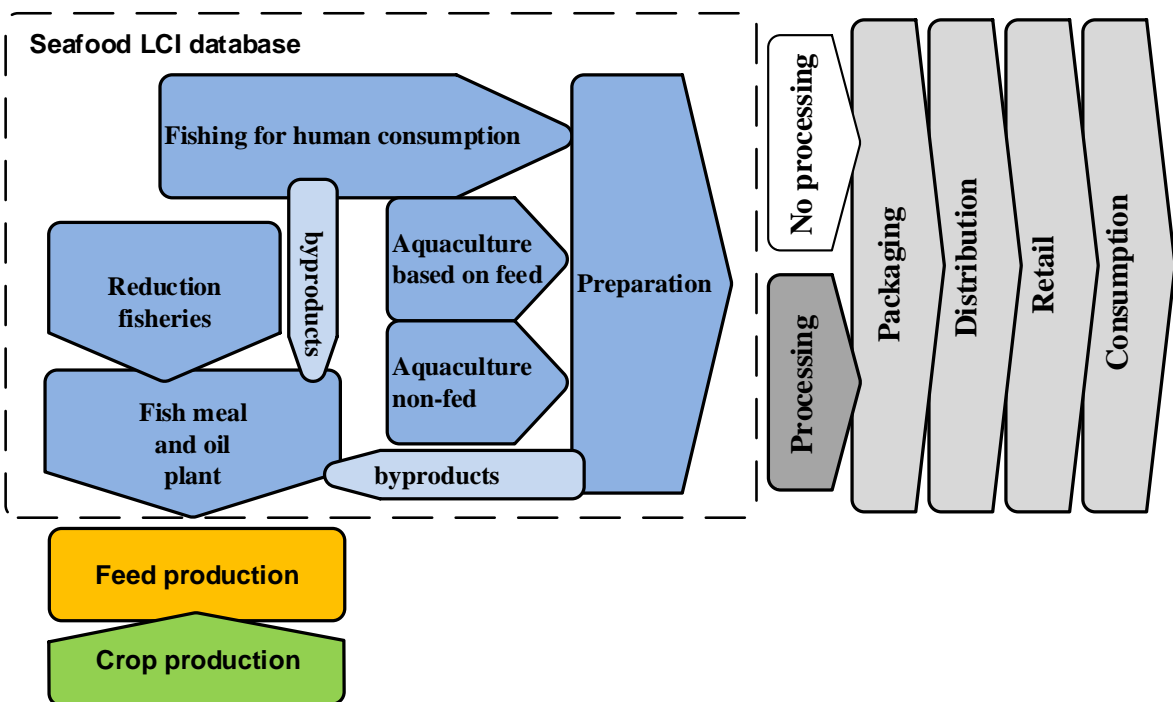 Seafood LCI database
Fishing for human consumption
byproducts
Reduction
fisheries
Aquaculture
based on feed
Aquaculture
non-fed
Preparation
Fish meal
and oil
plant
byproducts
No processing
Processing
Packaging
Distribution
Retail
Consumption
Feed production
Crop production